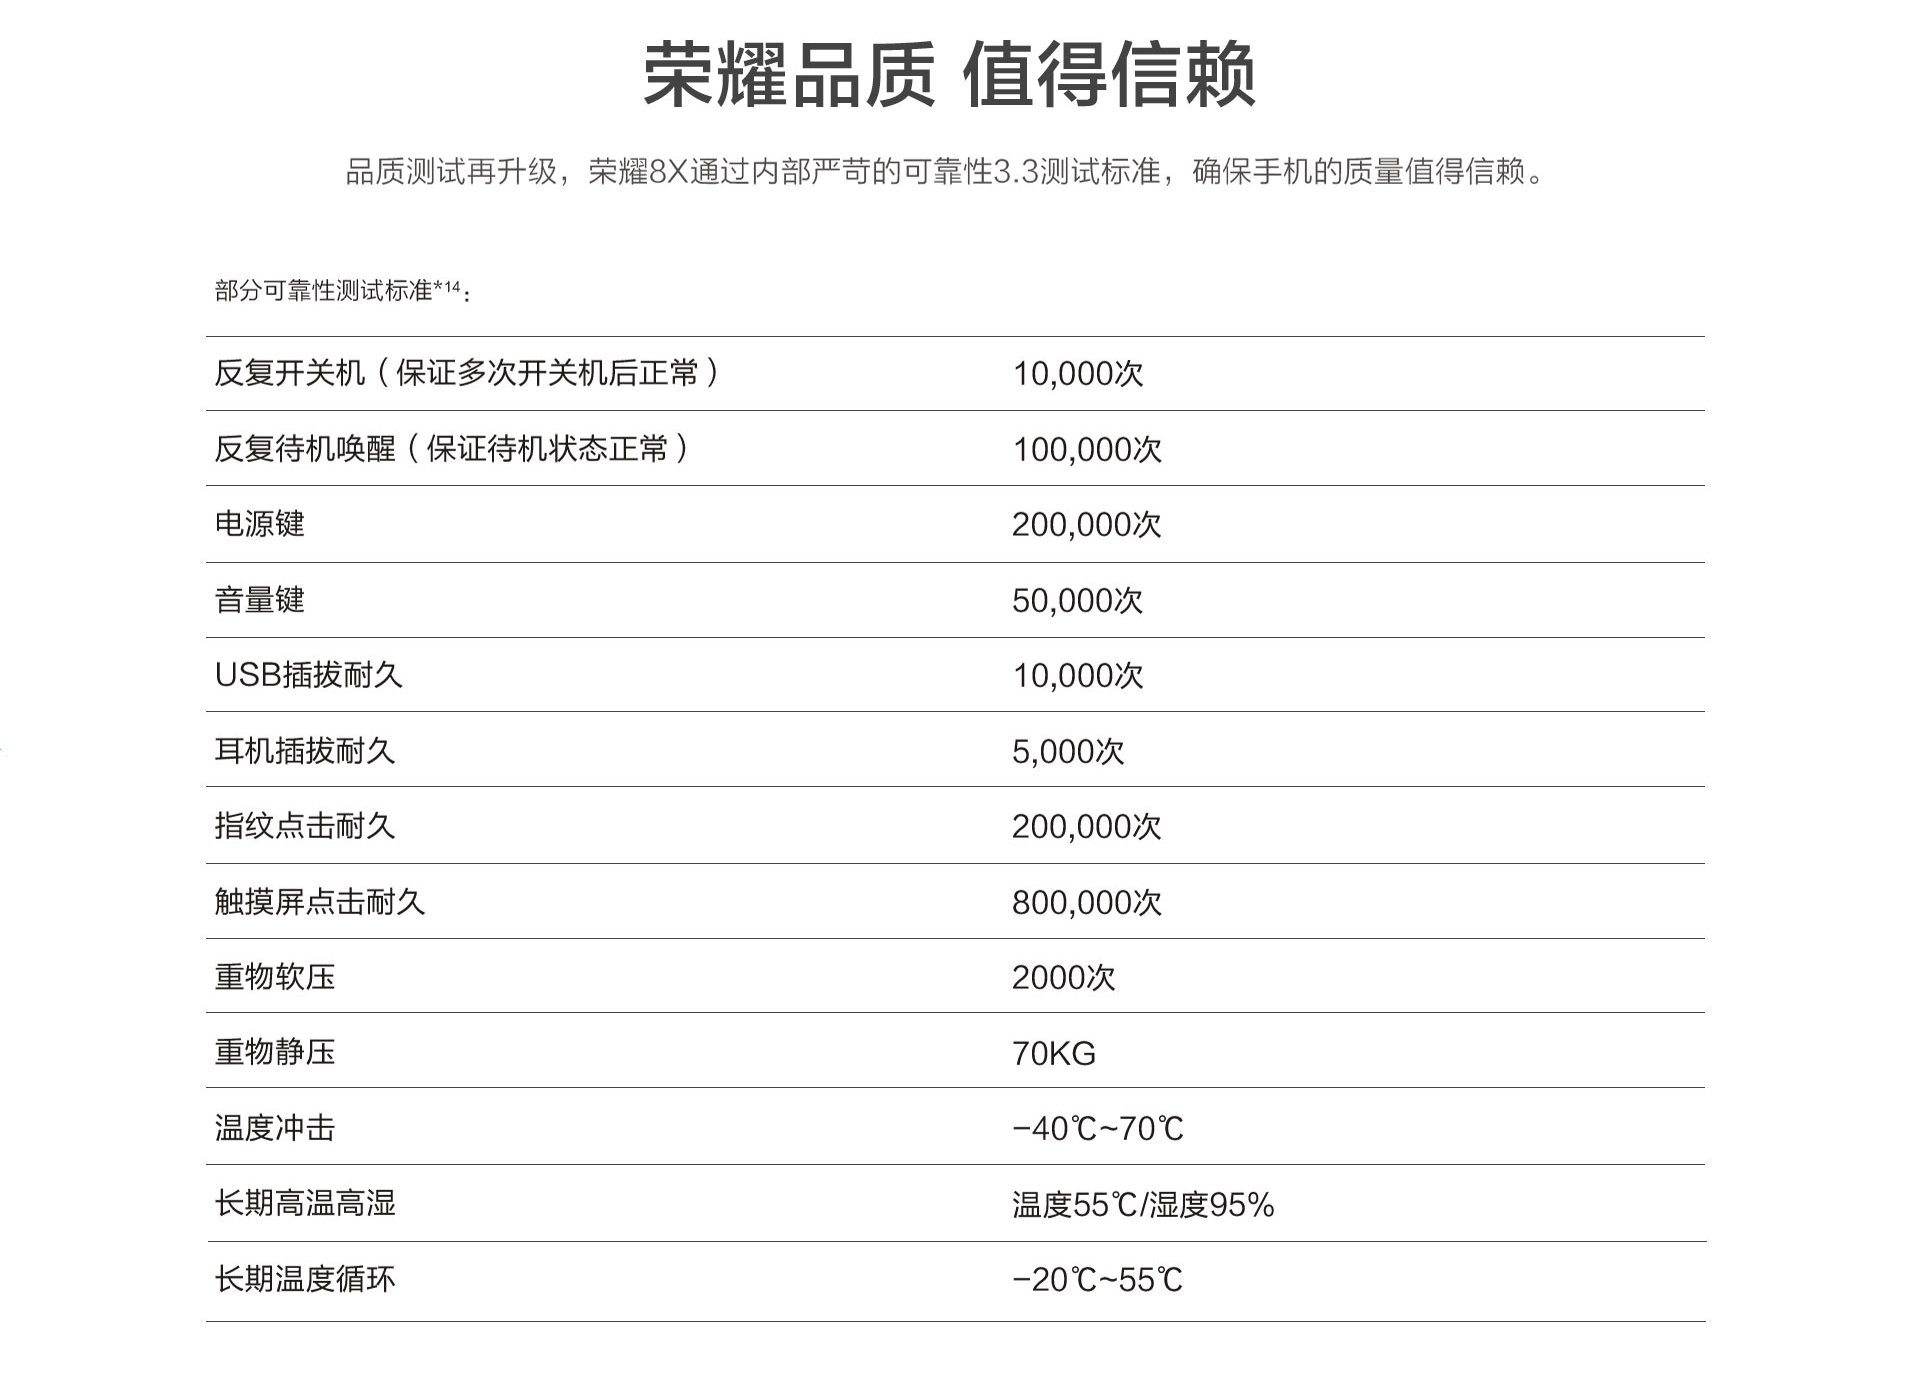 荣耀品质 值得信赖
品质测试再升级，荣耀8X通过内部严苛的可靠性3.3测试标准，确保手机的质量值得信赖。
部分可靠性测试标准*14：
反复开关机（保证多次开关机后正常） 10,000次
反复待机唤醒（保证待机状态正常） 100,000次
电源键 200,000次
音量键 50,000次
USB插拔耐久 10,000次
耳机插拔耐久 5,000次
指纹点击耐久 200,000次
触摸屏点击耐久 800,000次
重物软压 2000次
重物静压 70KG
温度冲击 -40℃~70℃
长期高温高湿 温度55℃/湿度95%
长期温度循环 -20℃~55℃